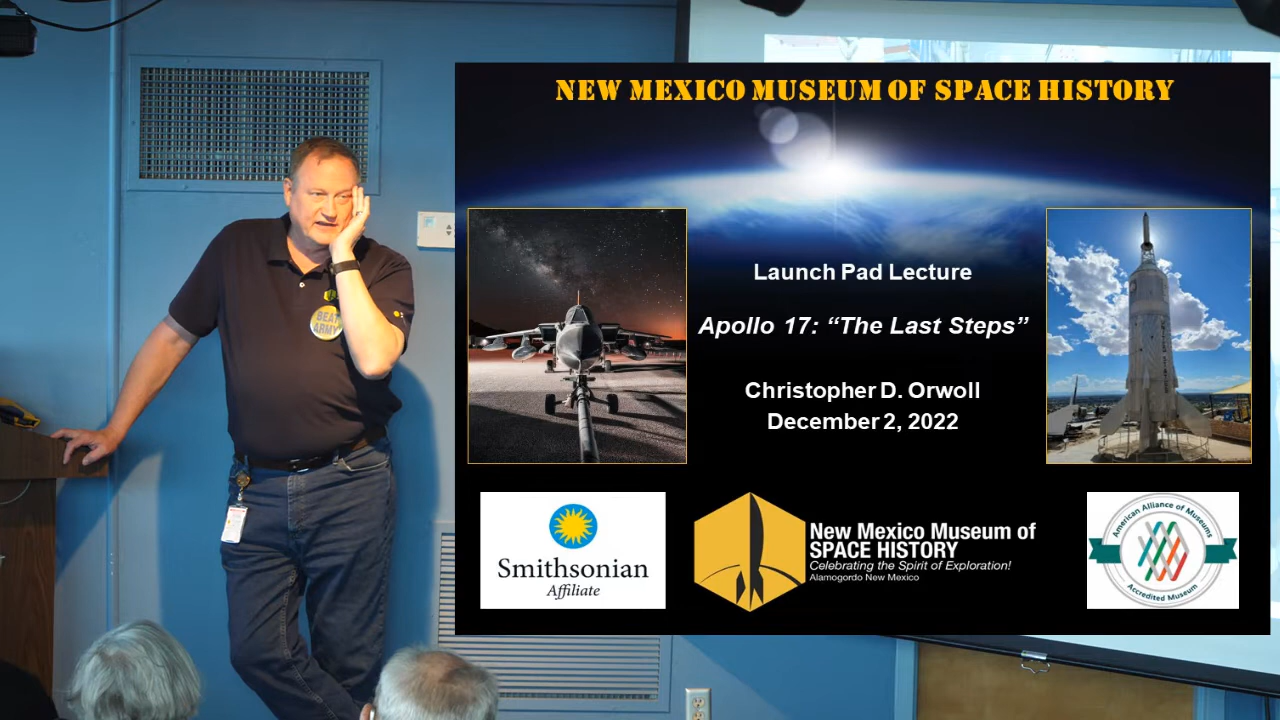 NEW MEXICO MUSEUM OF SPACE HISTORY
Launch Pad Lecture
Apollo 17: “The Last Steps”
Christopher D. Orwoll
December 2, 2022
BEAT
ARMY
Smithsonian
Affiliate
New Mexico Museum of
SPACE HISTORY
Celebrating the Spirit of Exploration!
Alamogordo New Mexico
American Alliance of Museums
Accredited Museum